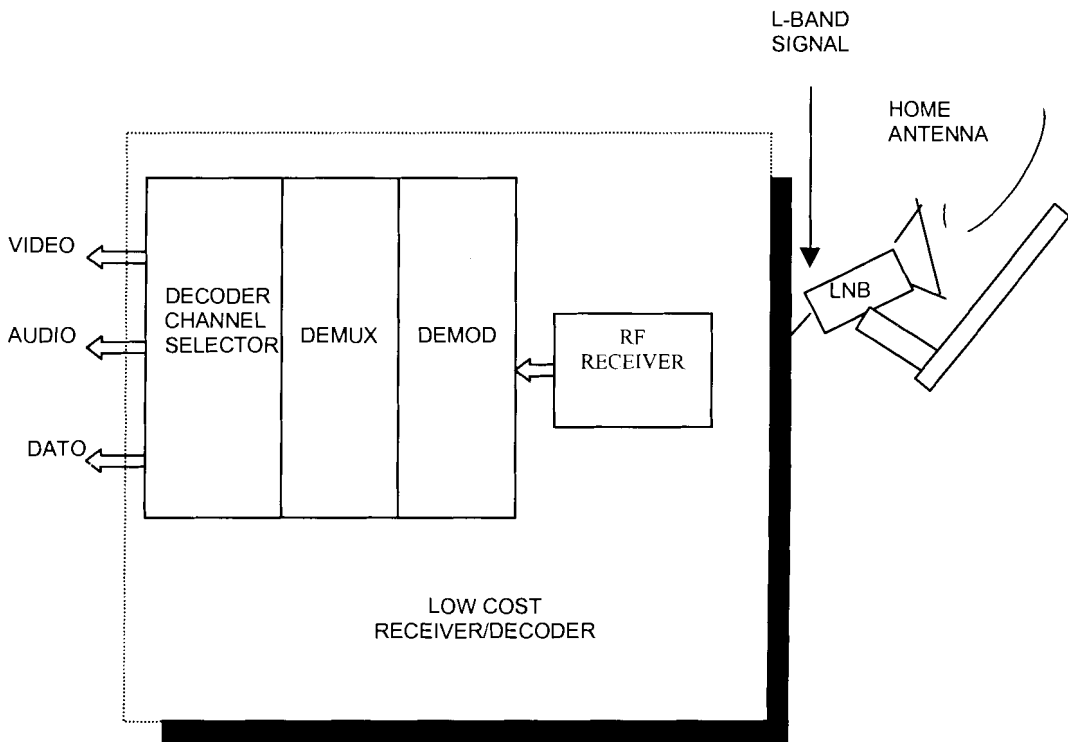 L-BAND
SIGNAL
HOME
ANTENNA
VIDEO
LNB
DECODER
CHANNEL
SELECTOR
AUDIO
DEMUX
DEMOD
RF
RECEIVER
DATO
LOW COST
RECEIVER/DECODER